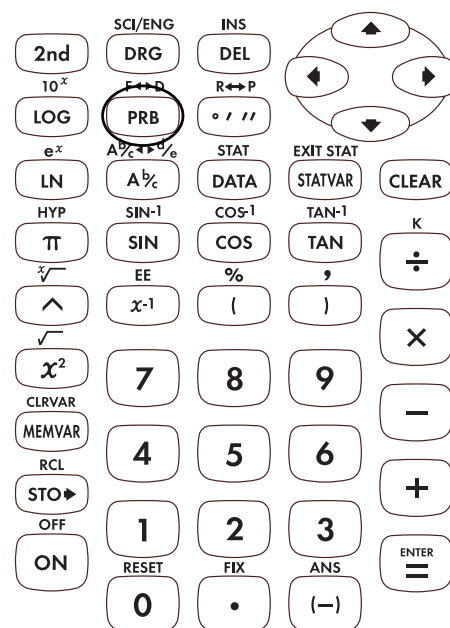 SCI/ENG INS
2nd DRG DEL
10ˣ F↔D R↔P
LOG PRB ° ′ ″
eˣ Aᵇ⁄c◂▸ᵈ⁄e STAT EXIT STAT
LN Aᵇ⁄c DATA STATVAR CLEAR
HYP SIN-1 COS-1 TAN-1 K
π SIN COS TAN ÷
ˣ√ EE % ,
^ x-1 ( ) ×
√
x² 7 8 9 −
CLRVAR
MEMVAR 4 5 6
RCL
STO▸ +
OFF
ON 1 2 3 ENTER
=
RESET FIX ANS
0 . (−)